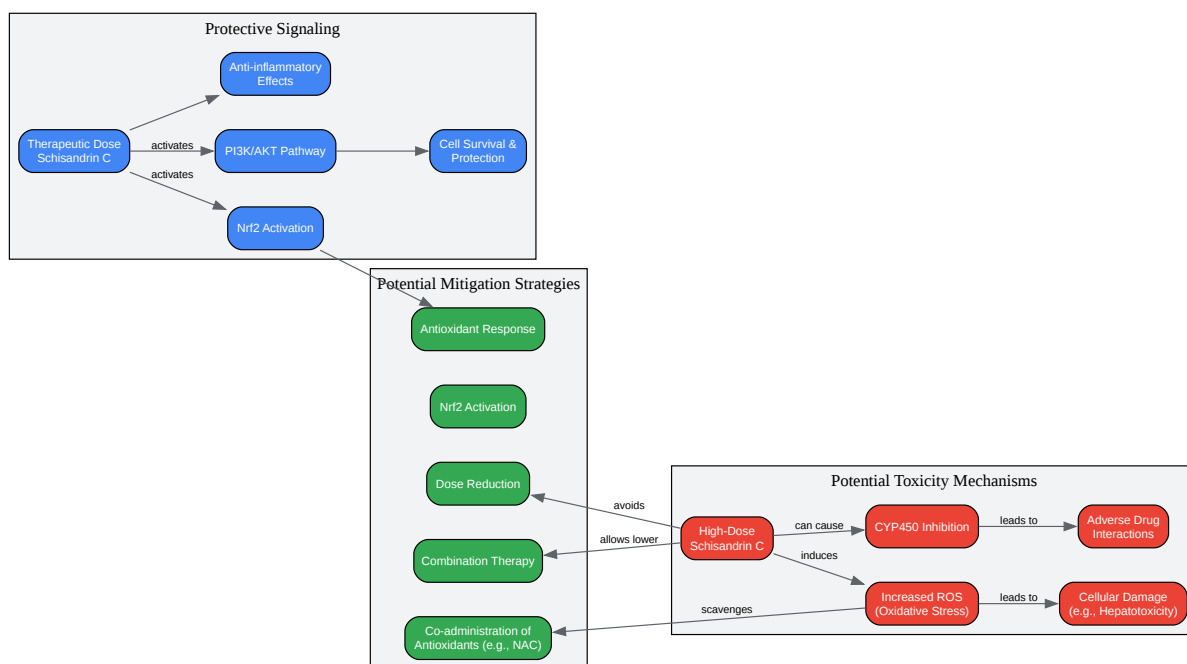 Protective Signaling
Anti-inflammatory
Effects
Therapeutic Dose
Schisandrin C
activates
PI3K/AKT Pathway
Cell Survival &
Protection
activates
Nrf2 Activation
Potential Mitigation Strategies
Antioxidant Response
Nrf2 Activation
Dose Reduction
Combination Therapy
Co-administration of
Antioxidants (e.g., NAC)
avoids
allows lower
scavenges
Potential Toxicity Mechanisms
High-Dose
Schisandrin C
can cause
CYP450 Inhibition
leads to
Adverse Drug
Interactions
induces
Increased ROS
(Oxidative Stress)
leads to
Cellular Damage
(e.g., Hepatotoxicity)